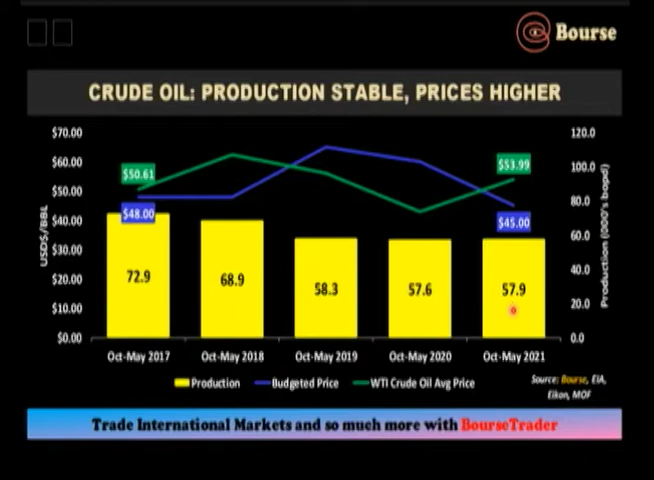 Bourse
CRUDE OIL: PRODUCTION STABLE, PRICES HIGHER
$70.00
$60.00
$50.00
$40.00
$30.00
$20.00
$10.00
$0.00
USD$/BBL
$50.61
$48.00
$53.99
$45.00
72.9
68.9
58.3
57.6
57.9
120.0
100.0
80.0
60.0
40.0
20.0
0.0
Production (000's bopd)
Oct-May 2017 Oct-May 2018 Oct-May 2019 Oct-May 2020 Oct-May 2021
Production Budgeted Price WTI Crude Oil Avg Price
Source: Bourse, EIA,
Eikon, MOF
Trade International Markets and so much more with BourseTrader